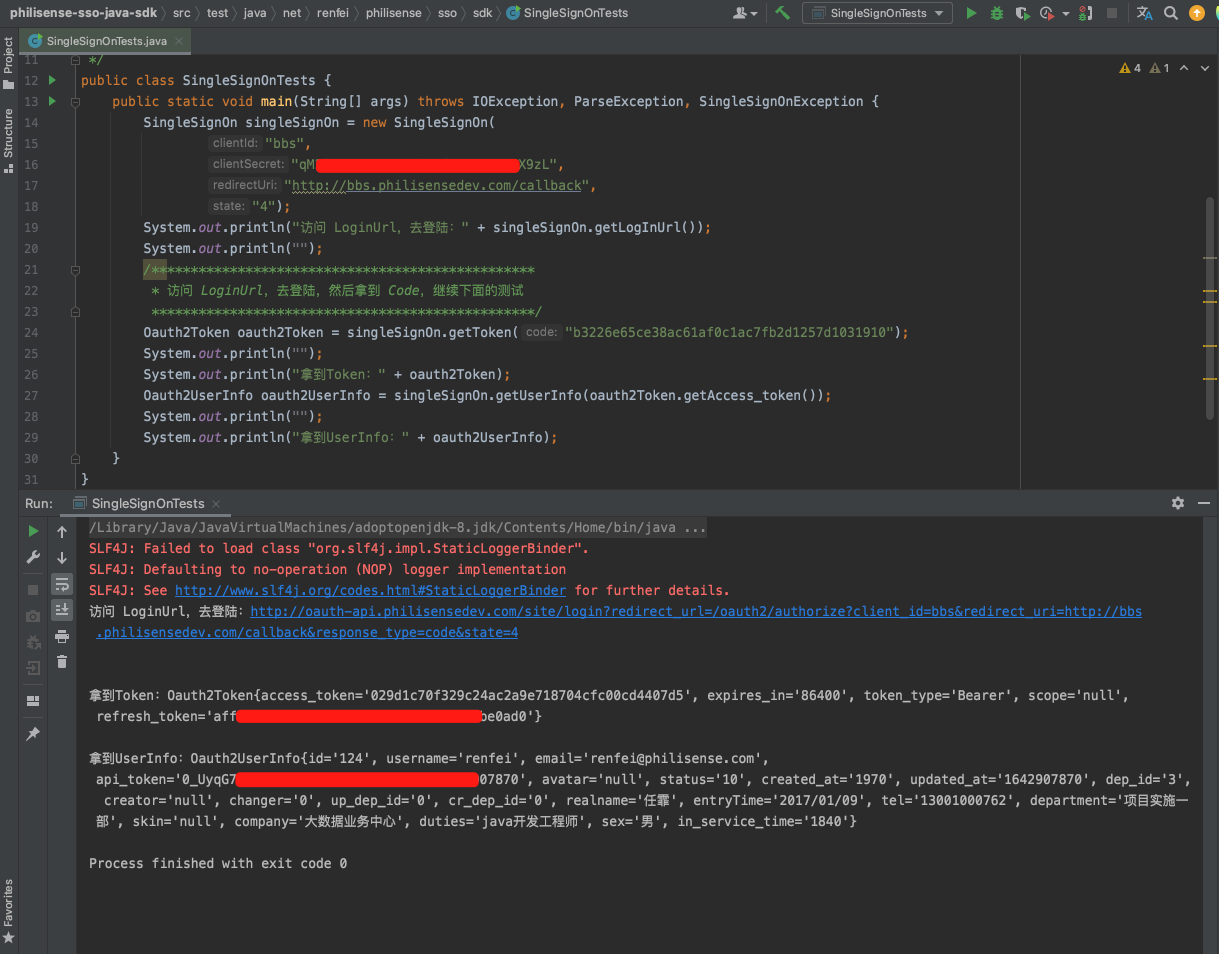 philisense-sso-java-sdk src test java net renfei philisense sso sdk SingleSignOnTests SingleSignOnTests
SingleSignOnTests.java
Project
Structure
Favorites
4 1
11 */
12 public class SingleSignOnTests {
13 public static void main(String[] args) throws IOException, ParseException, SingleSignOnException {
14 SingleSignOn singleSignOn = new SingleSignOn(
15 clientId: "bbs",
16 clientSecret: "qM X9zL",
17 redirectUri: "http://bbs.philisensedev.com/callback",
18 state: "4");
19 System.out.println("访问 LoginUrl，去登陆：" + singleSignOn.getLogInUrl());
20 System.out.println("");
21 /*************************************************
22 * 访问 LoginUrl，去登陆，然后拿到 Code，继续下面的测试
23 *************************************************/
24 Oauth2Token oauth2Token = singleSignOn.getToken( code: "b3226e65ce38ac61af0c1ac7fb2d1257d1031910");
25 System.out.println("");
26 System.out.println("拿到Token：" + oauth2Token);
27 Oauth2UserInfo oauth2UserInfo = singleSignOn.getUserInfo(oauth2Token.getAccess_token());
28 System.out.println("");
29 System.out.println("拿到UserInfo：" + oauth2UserInfo);
30 }
31 }
Run: SingleSignOnTests
/Library/Java/JavaVirtualMachines/adoptopenjdk-8.jdk/Contents/Home/bin/java ...
SLF4J: Failed to load class "org.slf4j.impl.StaticLoggerBinder".
SLF4J: Defaulting to no-operation (NOP) logger implementation
SLF4J: See http://www.slf4j.org/codes.html#StaticLoggerBinder for further details.
访问 LoginUrl，去登陆：http://oauth-api.philisensedev.com/site/login?redirect_url=/oauth2/authorize?client_id=bbs&redirect_uri=http://bbs
.philisensedev.com/callback&response_type=code&state=4
拿到Token：Oauth2Token{access_token='029d1c70f329c24ac2a9e718704cfc00cd4407d5', expires_in='86400', token_type='Bearer', scope='null',
refresh_token='aff be0ad0'}
拿到UserInfo：Oauth2UserInfo{id='124', username='renfei', email='renfei@philisense.com',
api_token='0_UyqG7 07870', avatar='null', status='10', created_at='1970', updated_at='1642907870', dep_id='3',
creator='null', changer='0', up_dep_id='0', cr_dep_id='0', realname='任霏', entryTime='2017/01/09', tel='13001000762', department='项目实施一
部', skin='null', company='大数据业务中心', duties='java开发工程师', sex='男', in_service_time='1840'}
Process finished with exit code 0